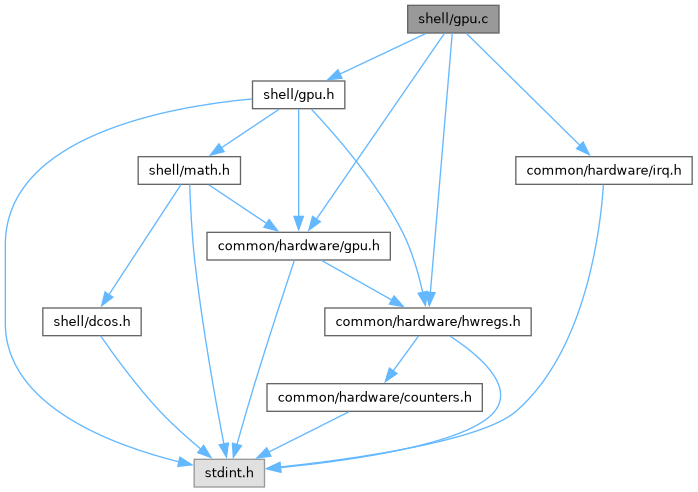 shell/gpu.c
shell/gpu.h
shell/math.h
common/hardware/irq.h
common/hardware/gpu.h
shell/dcos.h
common/hardware/hwregs.h
common/hardware/counters.h
stdint.h